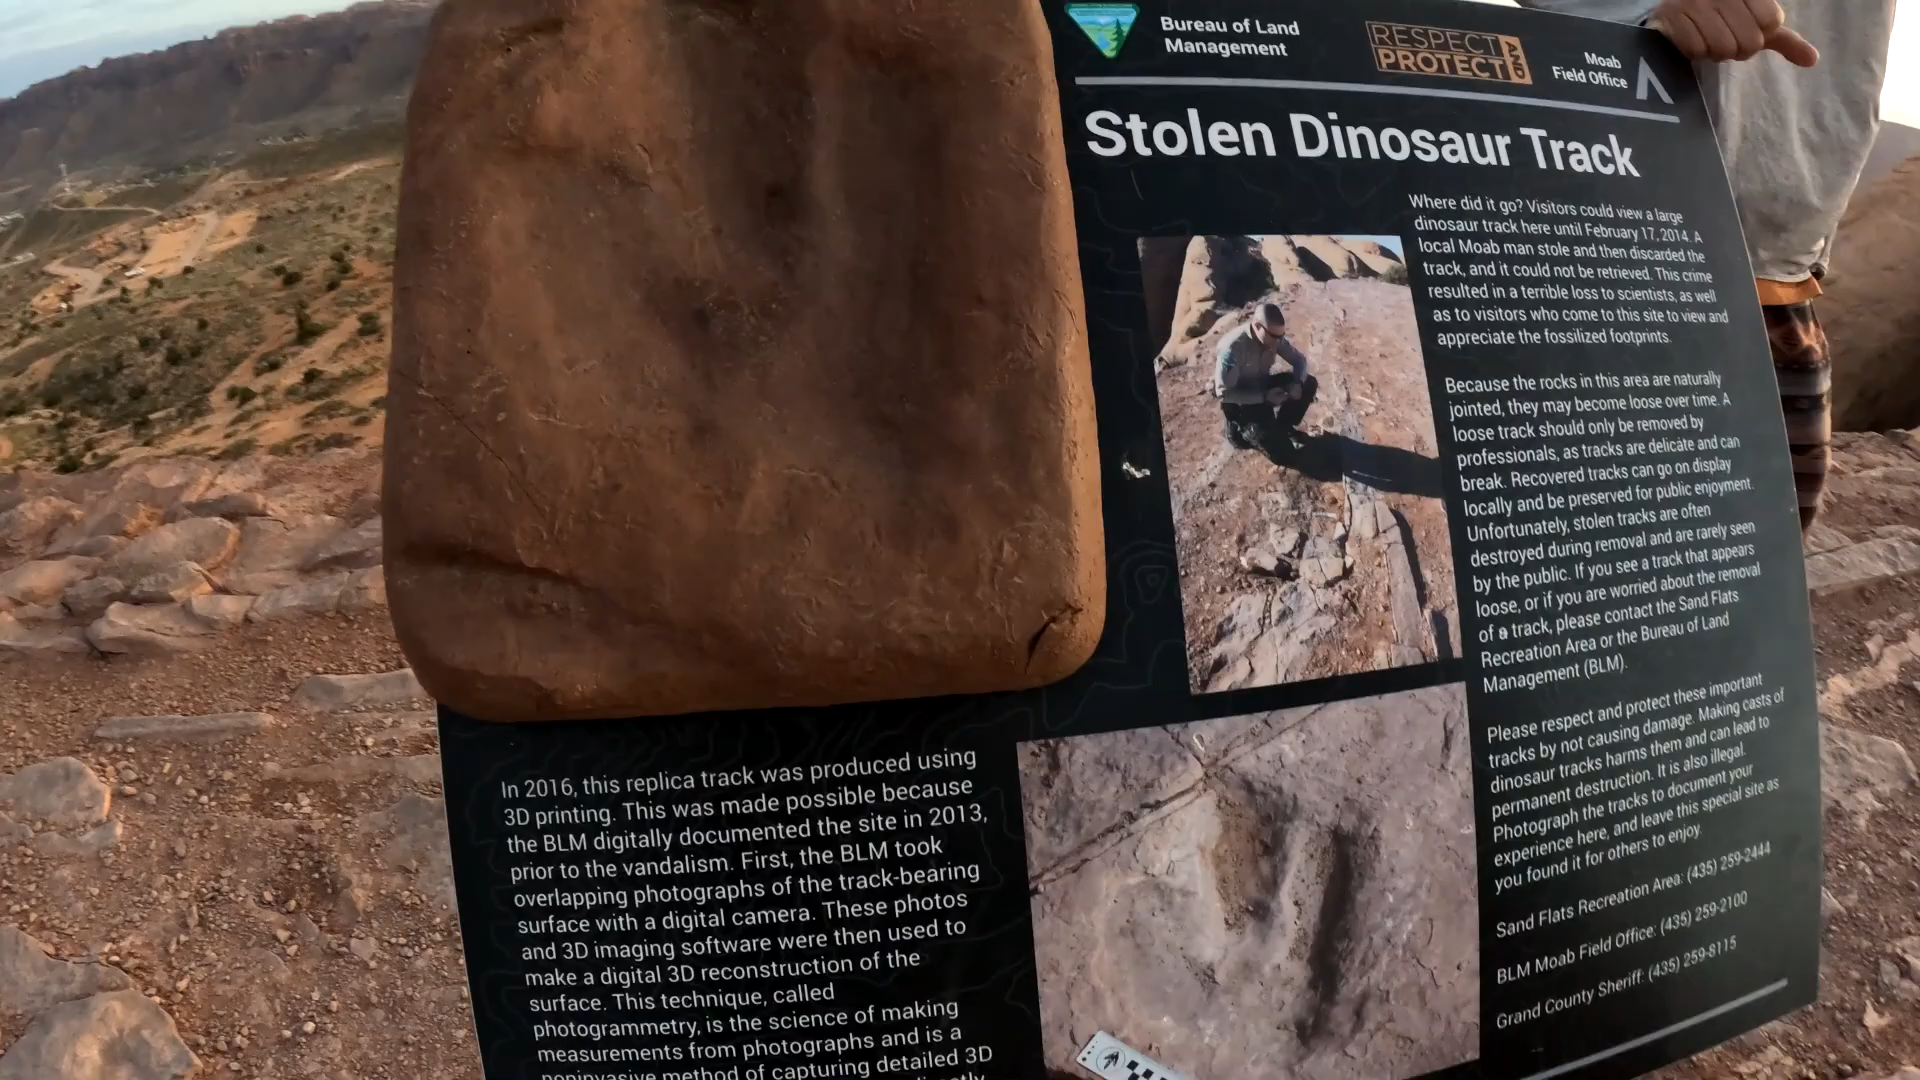 Bureau of Land
Management
RESPECT
AND
PROTECT
Moab
Field Office
Stolen Dinosaur Track
Where did it go? Visitors could view a large
dinosaur track here until February 17, 2014. A
local Moab man stole and then discarded the
track, and it could not be retrieved. This crime
resulted in a terrible loss to scientists, as well
as to visitors who come to this site to view and
appreciate the fossilized footprints.
Because the rocks in this area are naturally
jointed, they may become loose over time. A
loose track should only be removed by
professionals, as tracks are delicate and can
break. Recovered tracks can go on display
locally and be preserved for public enjoyment.
Unfortunately, stolen tracks are often
destroyed during removal and are rarely seen
by the public. If you see a track that appears
loose, or if you are worried about the removal
of a track, please contact the Sand Flats
Recreation Area or the Bureau of Land
Management (BLM).
Please respect and protect these important
tracks by not causing damage. Making casts of
dinosaur tracks harms them and can lead to
permanent destruction. It is also illegal.
Photograph the tracks to document your
experience here, and leave this special site as
you found it for others to enjoy.
Sand Flats Recreation Area: (435) 259-2444
BLM Moab Field Office: (435) 259-2100
Grand County Sheriff: (435) 259-8115
In 2016, this replica track was produced using
3D printing. This was made possible because
the BLM digitally documented the site in 2013,
prior to the vandalism. First, the BLM took
overlapping photographs of the track-bearing
surface with a digital camera. These photos
and 3D imaging software were then used to
make a digital 3D reconstruction of the
surface. This technique, called
photogrammetry, is the science of making
measurements from photographs and is a
noninvasive method of capturing detailed 3D